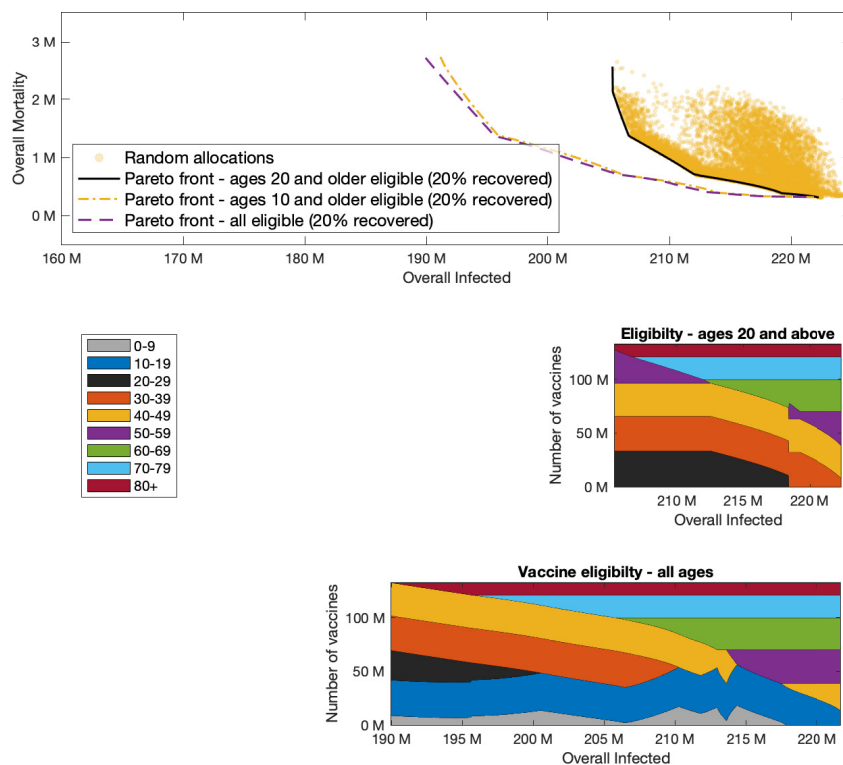 3 M
2 M
1 M
0 M
Overall Mortality
Random allocations
Pareto front - ages 20 and older eligible (20% recovered)
Pareto front - ages 10 and older eligible (20% recovered)
Pareto front - all eligible (20% recovered)
160 M 170 M 180 M 190 M 200 M 210 M 220 M
Overall Infected
0-9
10-19
20-29
30-39
40-49
50-59
60-69
70-79
80+
Eligibilty - ages 20 and above
100 M
50 M
0 M
Number of vaccines
210 M 215 M 220 M
Overall Infected
Vaccine eligibilty - all ages
100 M
50 M
0 M
Number of vaccines
190 M 195 M 200 M 205 M 210 M 215 M 220 M
Overall Infected